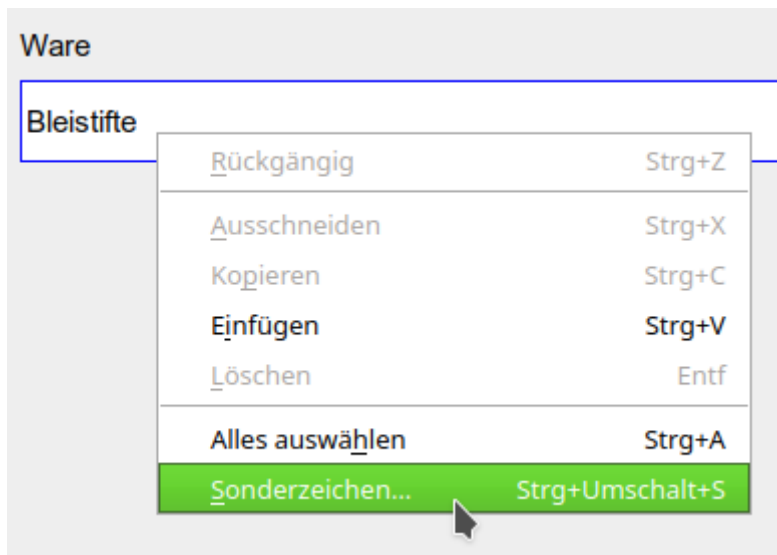 Ware
Bleistifte
Rückgängig Strg+Z
Ausschneiden Strg+X
Kopieren Strg+C
Einfügen Strg+V
Löschen Entf
Alles auswählen Strg+A
Sonderzeichen... Strg+Umschalt+S